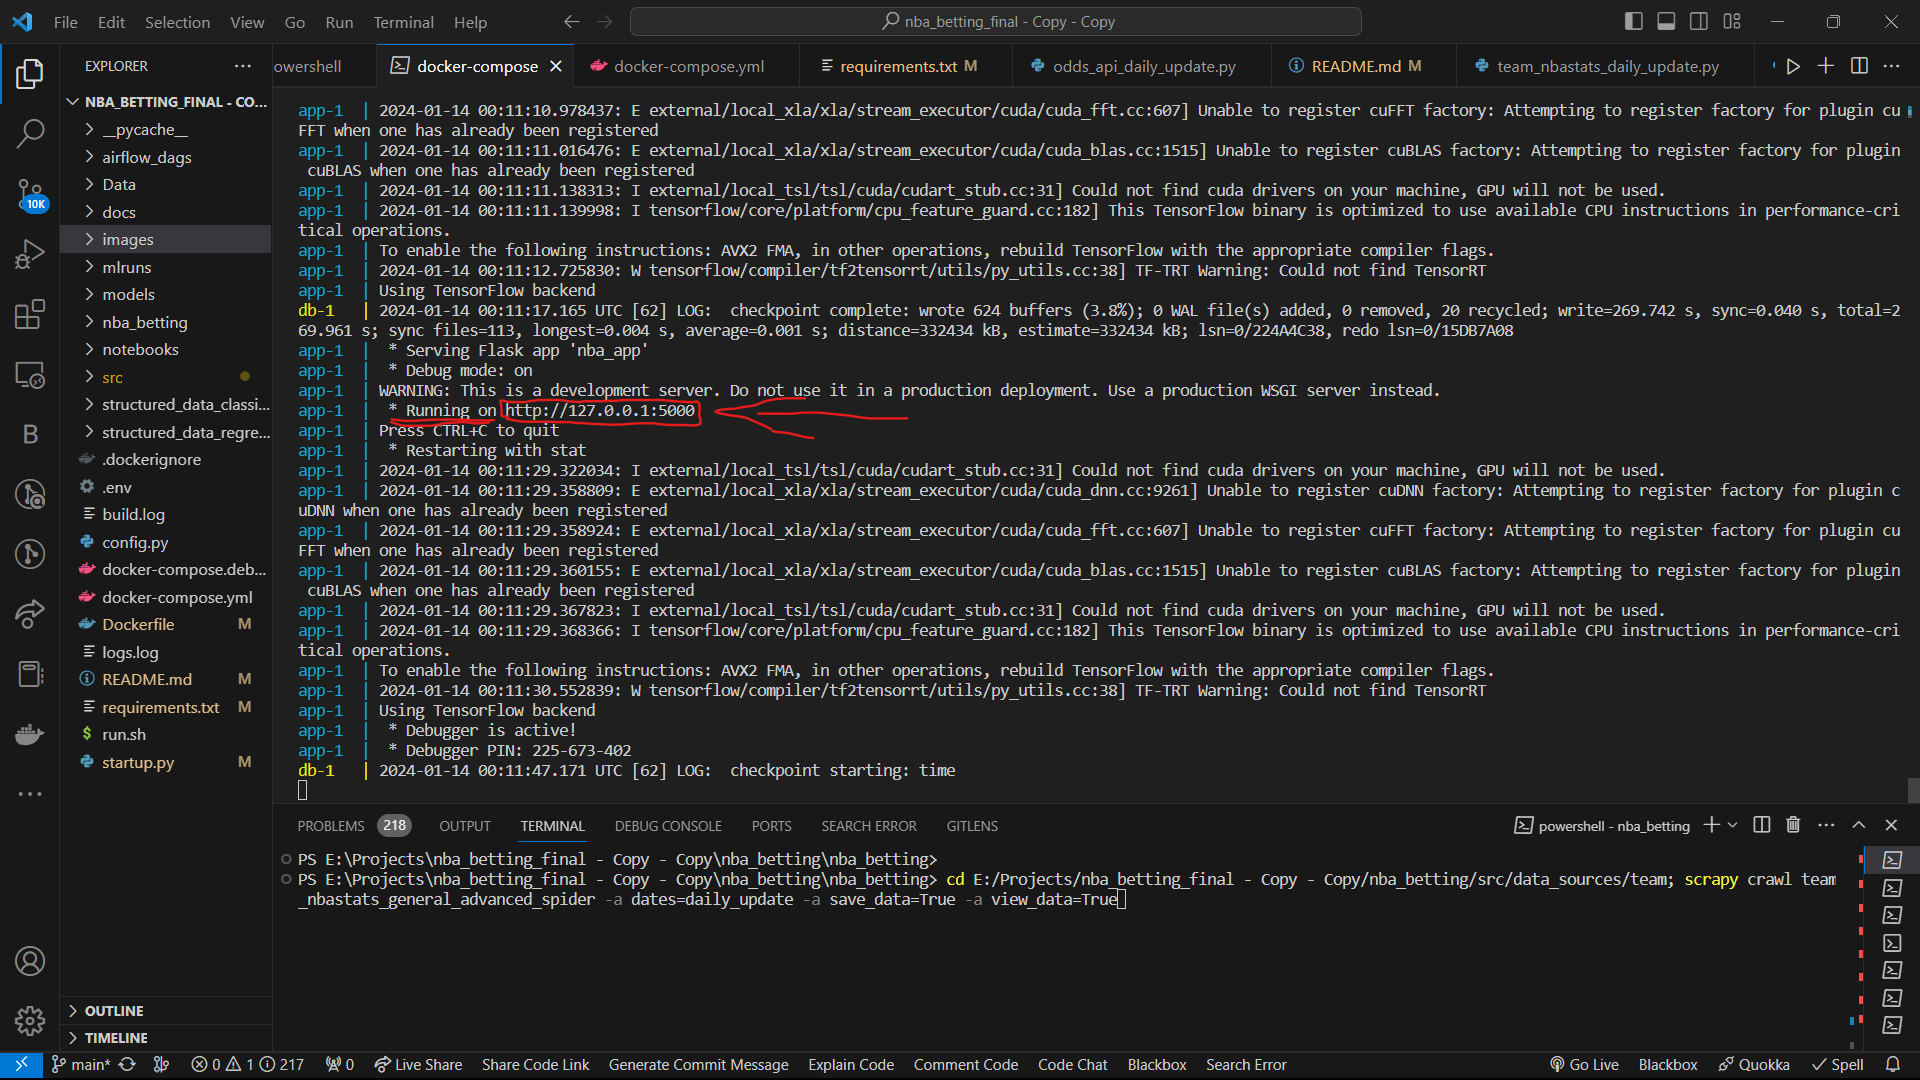 File Edit Selection View Go Run Terminal Help
nba_betting_final - Copy - Copy
EXPLORER
owershell
docker-compose
docker-compose.yml
requirements.txt M
odds_api_daily_update.py
README.md M
team_nbastats_daily_update.py
NBA_BETTING_FINAL - CO...
__pycache__
airflow_dags
Data
docs
images
mlruns
models
nba_betting
notebooks
src
structured_data_classi...
structured_data_regre...
.dockerignore
.env
build.log
config.py
docker-compose.deb...
docker-compose.yml
Dockerfile M
logs.log
README.md M
requirements.txt M
run.sh
startup.py M
OUTLINE
TIMELINE
10K
app-1 | 2024-01-14 00:11:10.978437: E external/local_xla/xla/stream_executor/cuda/cuda_fft.cc:607] Unable to register cuFFT factory: Attempting to register factory for plugin cu
FFT when one has already been registered
app-1 | 2024-01-14 00:11:11.016476: E external/local_xla/xla/stream_executor/cuda/cuda_blas.cc:1515] Unable to register cuBLAS factory: Attempting to register factory for plugin
cuBLAS when one has already been registered
app-1 | 2024-01-14 00:11:11.138313: I external/local_tsl/tsl/cuda/cudart_stub.cc:31] Could not find cuda drivers on your machine, GPU will not be used.
app-1 | 2024-01-14 00:11:11.139998: I tensorflow/core/platform/cpu_feature_guard.cc:182] This TensorFlow binary is optimized to use available CPU instructions in performance-cri
tical operations.
app-1 | To enable the following instructions: AVX2 FMA, in other operations, rebuild TensorFlow with the appropriate compiler flags.
app-1 | 2024-01-14 00:11:12.725830: W tensorflow/compiler/tf2tensorrt/utils/py_utils.cc:38] TF-TRT Warning: Could not find TensorRT
app-1 | Using TensorFlow backend
db-1 | 2024-01-14 00:11:17.165 UTC [62] LOG:  checkpoint complete: wrote 624 buffers (3.8%); 0 WAL file(s) added, 0 removed, 20 recycled; write=269.742 s, sync=0.040 s, total=2
69.961 s; sync files=113, longest=0.004 s, average=0.001 s; distance=332434 kB, estimate=332434 kB; lsn=0/224A4C38, redo lsn=0/15DB7A08
app-1 |  * Serving Flask app 'nba_app'
app-1 |  * Debug mode: on
app-1 | WARNING: This is a development server. Do not use it in a production deployment. Use a production WSGI server instead.
app-1 |  * Running on http://127.0.0.1:5000
app-1 | Press CTRL+C to quit
app-1 |  * Restarting with stat
app-1 | 2024-01-14 00:11:29.322034: I external/local_tsl/tsl/cuda/cudart_stub.cc:31] Could not find cuda drivers on your machine, GPU will not be used.
app-1 | 2024-01-14 00:11:29.358809: E external/local_xla/xla/stream_executor/cuda/cuda_dnn.cc:9261] Unable to register cuDNN factory: Attempting to register factory for plugin c
uDNN when one has already been registered
app-1 | 2024-01-14 00:11:29.358924: E external/local_xla/xla/stream_executor/cuda/cuda_fft.cc:607] Unable to register cuFFT factory: Attempting to register factory for plugin cu
FFT when one has already been registered
app-1 | 2024-01-14 00:11:29.360155: E external/local_xla/xla/stream_executor/cuda/cuda_blas.cc:1515] Unable to register cuBLAS factory: Attempting to register factory for plugin
cuBLAS when one has already been registered
app-1 | 2024-01-14 00:11:29.367823: I external/local_tsl/tsl/cuda/cudart_stub.cc:31] Could not find cuda drivers on your machine, GPU will not be used.
app-1 | 2024-01-14 00:11:29.368366: I tensorflow/core/platform/cpu_feature_guard.cc:182] This TensorFlow binary is optimized to use available CPU instructions in performance-cri
tical operations.
app-1 | To enable the following instructions: AVX2 FMA, in other operations, rebuild TensorFlow with the appropriate compiler flags.
app-1 | 2024-01-14 00:11:30.552839: W tensorflow/compiler/tf2tensorrt/utils/py_utils.cc:38] TF-TRT Warning: Could not find TensorRT
app-1 | Using TensorFlow backend
app-1 |  * Debugger is active!
app-1 |  * Debugger PIN: 225-673-402
db-1 | 2024-01-14 00:11:47.171 UTC [62] LOG:  checkpoint starting: time
PROBLEMS 218 OUTPUT TERMINAL DEBUG CONSOLE PORTS SEARCH ERROR GITLENS
powershell - nba_betting
PS E:\Projects\nba_betting_final - Copy - Copy\nba_betting\nba_betting>
PS E:\Projects\nba_betting_final - Copy - Copy\nba_betting\nba_betting> cd E:/Projects/nba_betting_final - Copy - Copy/nba_betting/src/data_sources/team; scrapy crawl team
_nbastats_general_advanced_spider -a dates=daily_update -a save_data=True -a view_data=True
main* 0 1 217 0 Live Share Share Code Link Generate Commit Message Explain Code Comment Code Code Chat Blackbox Search Error Go Live Blackbox Quokka Spell